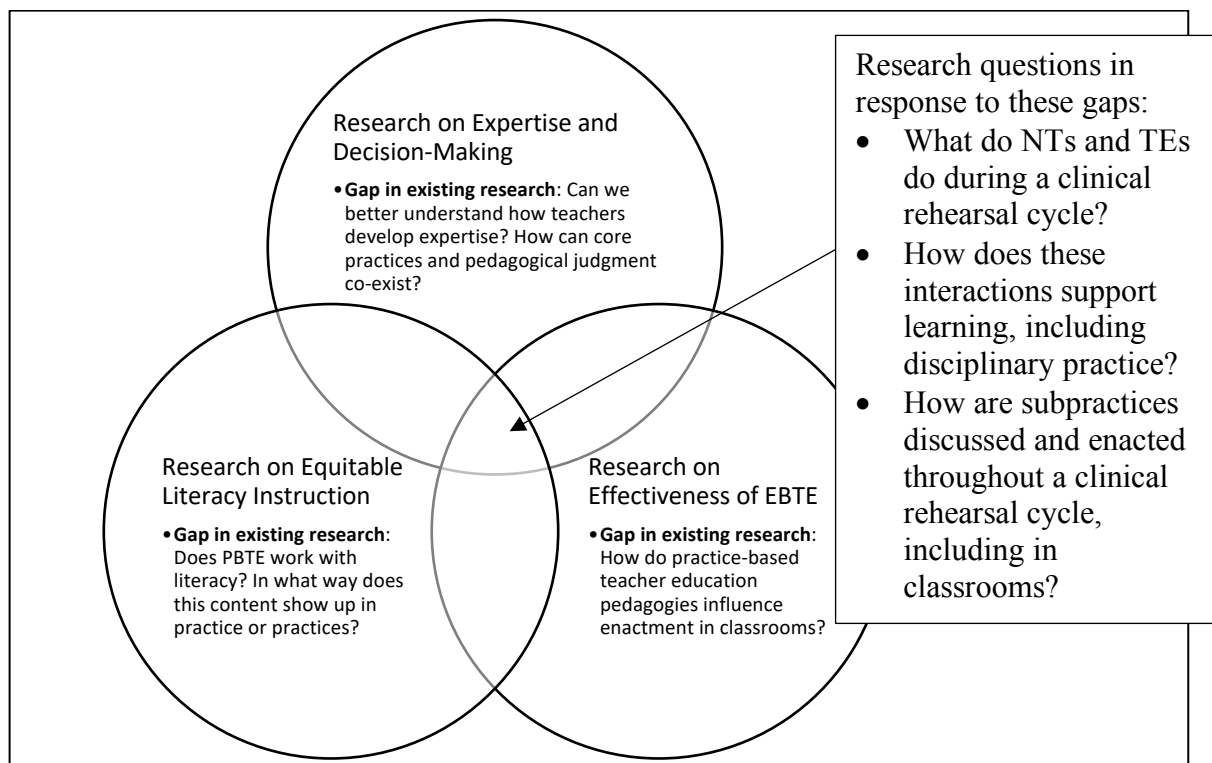 Research on Expertise and
Decision-Making
•Gap in existing research: Can we
better understand how teachers
develop expertise? How can core
practices and pedagogical judgment
co-exist?
Research on Equitable
Literacy Instruction
•Gap in existing research:
Does PBTE work with
literacy? In what way does
this content show up in
practice or practices?
Research on
Effectiveness of EBTE
•Gap in existing research:
How do practice-based
teacher education
pedagogies influence
enactment in classrooms?
Research questions in
response to these gaps:
• What do NTs and TEs
do during a clinical
rehearsal cycle?
• How does these
interactions support
learning, including
disciplinary practice?
• How are subpractices
discussed and enacted
throughout a clinical
rehearsal cycle,
including in
classrooms?